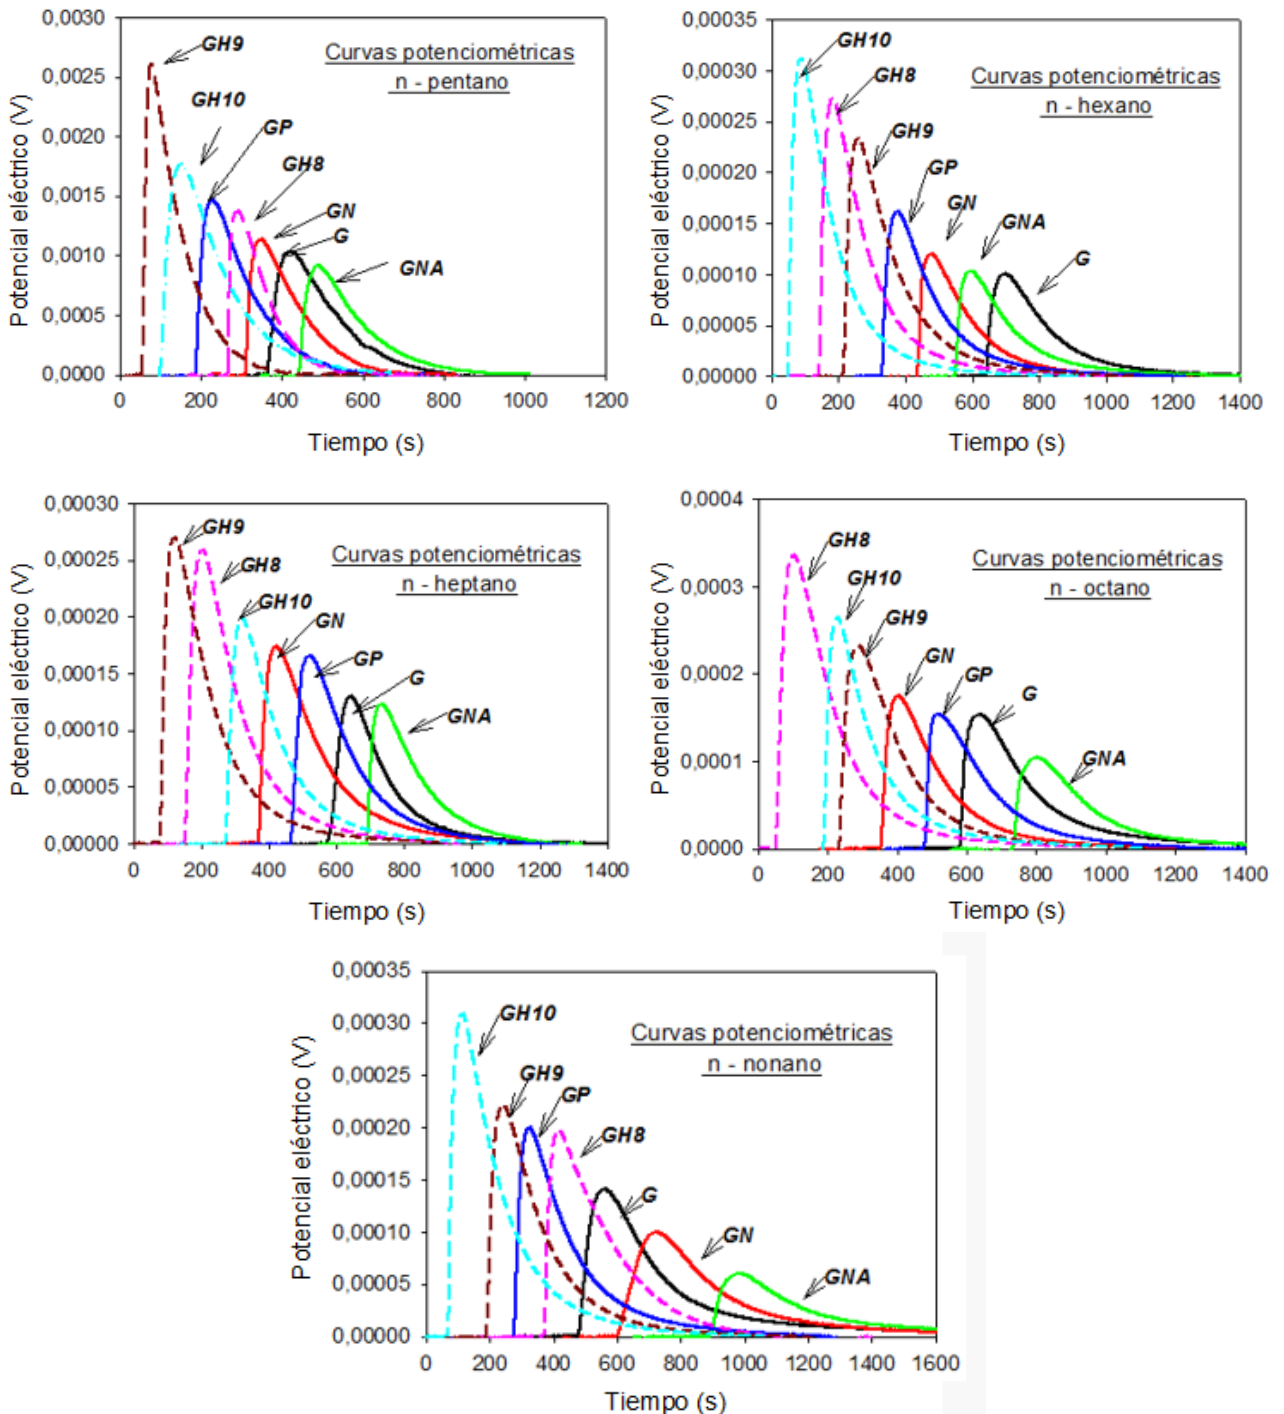 0,0030
0,0025
0,0020
0,0015
0,0010
0,0005
0,0000
Potencial eléctrico (V)
Curvas potenciométricas
n - pentano
GH9
GH10
GP
GH8
GN
G
GNA
0 200 400 600 800 1000 1200
Tiempo (s)
0,00035
0,00030
0,00025
0,00020
0,00015
0,00010
0,00005
0,00000
Potencial eléctrico (V)
Curvas potenciométricas
n - hexano
GH10
GH8
GH9
GP
GN
GNA
G
0 200 400 600 800 1000 1200 1400
Tiempo (s)
0,00030
0,00025
0,00020
0,00015
0,00010
0,00005
0,00000
Potencial eléctrico (V)
Curvas potenciométricas
n - heptano
GH9
GH8
GH10
GN
GP
G
GNA
0 200 400 600 800 1000 1200 1400
Tiempo (s)
0,0004
0,0003
0,0002
0,0001
0,0000
Potencial eléctrico (V)
Curvas potenciométricas
n - octano
GH8
GH10
GH9
GN
GP
G
GNA
0 200 400 600 800 1000 1200 1400
Tiempo (s)
0,00035
0,00030
0,00025
0,00020
0,00015
0,00010
0,00005
0,00000
Potencial eléctrico (V)
Curvas potenciométricas
n - nonano
GH10
GH9
GP
GH8
G
GN
GNA
0 200 400 600 800 1000 1200 1400 1600
Tiempo (s)